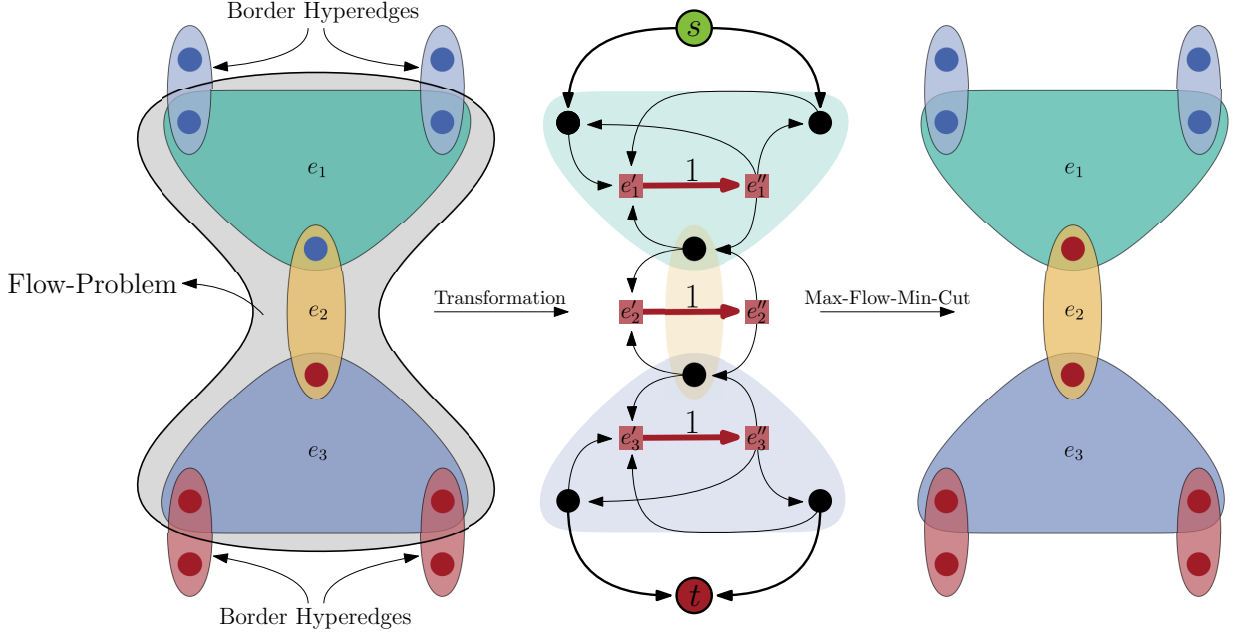 Border Hyperedges
s
e₁
1
e₁′
e₁″
e₁
Flow-Problem
e₂
Transformation
1
e₂′
e₂″
Max-Flow-Min-Cut
e₂
e₃
1
e₃′
e₃″
e₃
Border Hyperedges
t